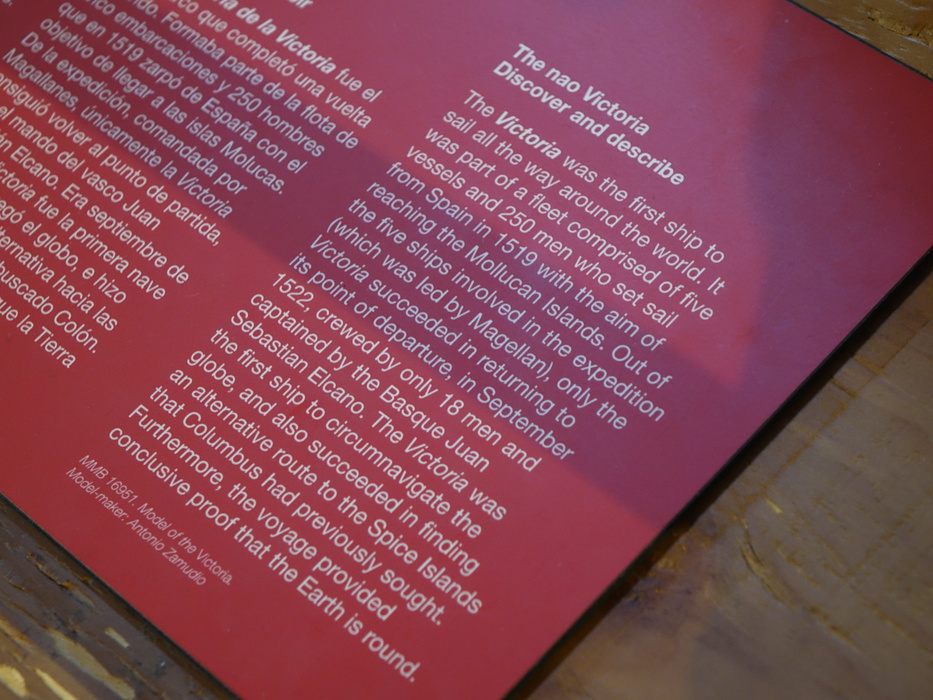 ir
ria de la Victoria fue el
co que completó una vuelta
ndo. Formaba parte de la flota de
co embarcaciones y 250 hombres
que en 1519 zarpó de España con el
objetivo de llegar a las islas Molucas.
De la expedición, comandada por
Magallanes, únicamente la Victoria
nsiguió volver al punto de partida,
el mando del vasco Juan
án Elcano. Era septiembre de
ictoria fue la primera nave
egó el globo, e hizo
ernativa hacia las
buscado Colón.
que la Tierra
The nao Victoria
Discover and describe
The Victoria was the first ship to
sail all the way around the world. It
was part of a fleet comprised of five
vessels and 250 men who set sail
from Spain in 1519 with the aim of
reaching the Mollucan Islands. Out of
the five ships involved in the expedition
(which was led by Magellan), only the
Victoria succeeded in returning to
its point of departure, in September
1522, crewed by only 18 men and
captained by the Basque Juan
Sebastian Elcano. The Victoria was
the first ship to circumnavigate the
globe, and also succeeded in finding
an alternative route to the Spice Islands
that Columbus had previously sought.
Furthermore, the voyage provided
conclusive proof that the Earth is round.
MMB 16951. Model of the Victoria.
Model-maker: Antonio Zamudio